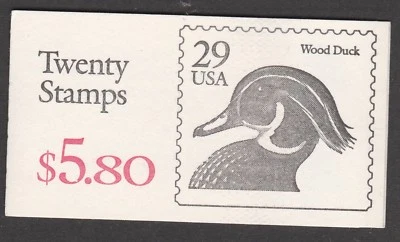 Twenty
Stamps
$5.80
29
USA
Wood Duck